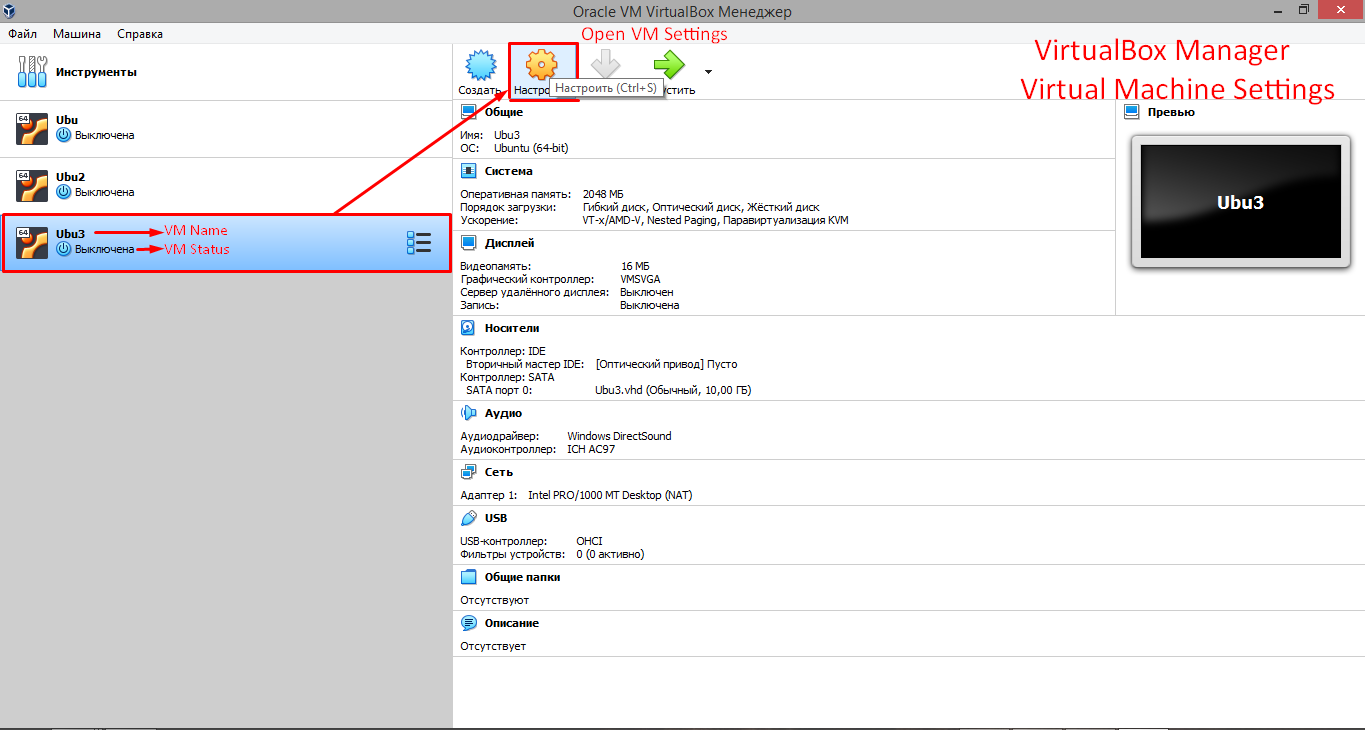 Oracle VM VirtualBox Менеджер
Файл Машина Справка
Open VM Settings
VirtualBox Manager
Virtual Machine Settings
Инструменты
Создать
Настроить (Ctrl+S)
64
Ubu
Выключена
64
Ubu2
Выключена
64
Ubu3
VM Name
Выключена
VM Status
Общие
Имя: Ubu3
ОС: Ubuntu (64-bit)
Система
Оперативная память: 2048 МБ
Порядок загрузки: Гибкий диск, Оптический диск, Жёсткий диск
Ускорение: VT-x/AMD-V, Nested Paging, Паравиртуализация KVM
Дисплей
Видеопамять: 16 МБ
Графический контроллер: VMSVGA
Сервер удалённого дисплея: Выключен
Запись: Выключена
Превью
Ubu3
Носители
Контроллер: IDE
Вторичный мастер IDE: [Оптический привод] Пусто
Контроллер: SATA
SATA порт 0: Ubu3.vhd (Обычный, 10,00 ГБ)
Аудио
Аудиодрайвер: Windows DirectSound
Аудиоконтроллер: ICH AC97
Сеть
Адаптер 1: Intel PRO/1000 MT Desktop (NAT)
USB
USB-контроллер: OHCI
Фильтры устройств: 0 (0 активно)
Общие папки
Отсутствуют
Описание
Отсутствует